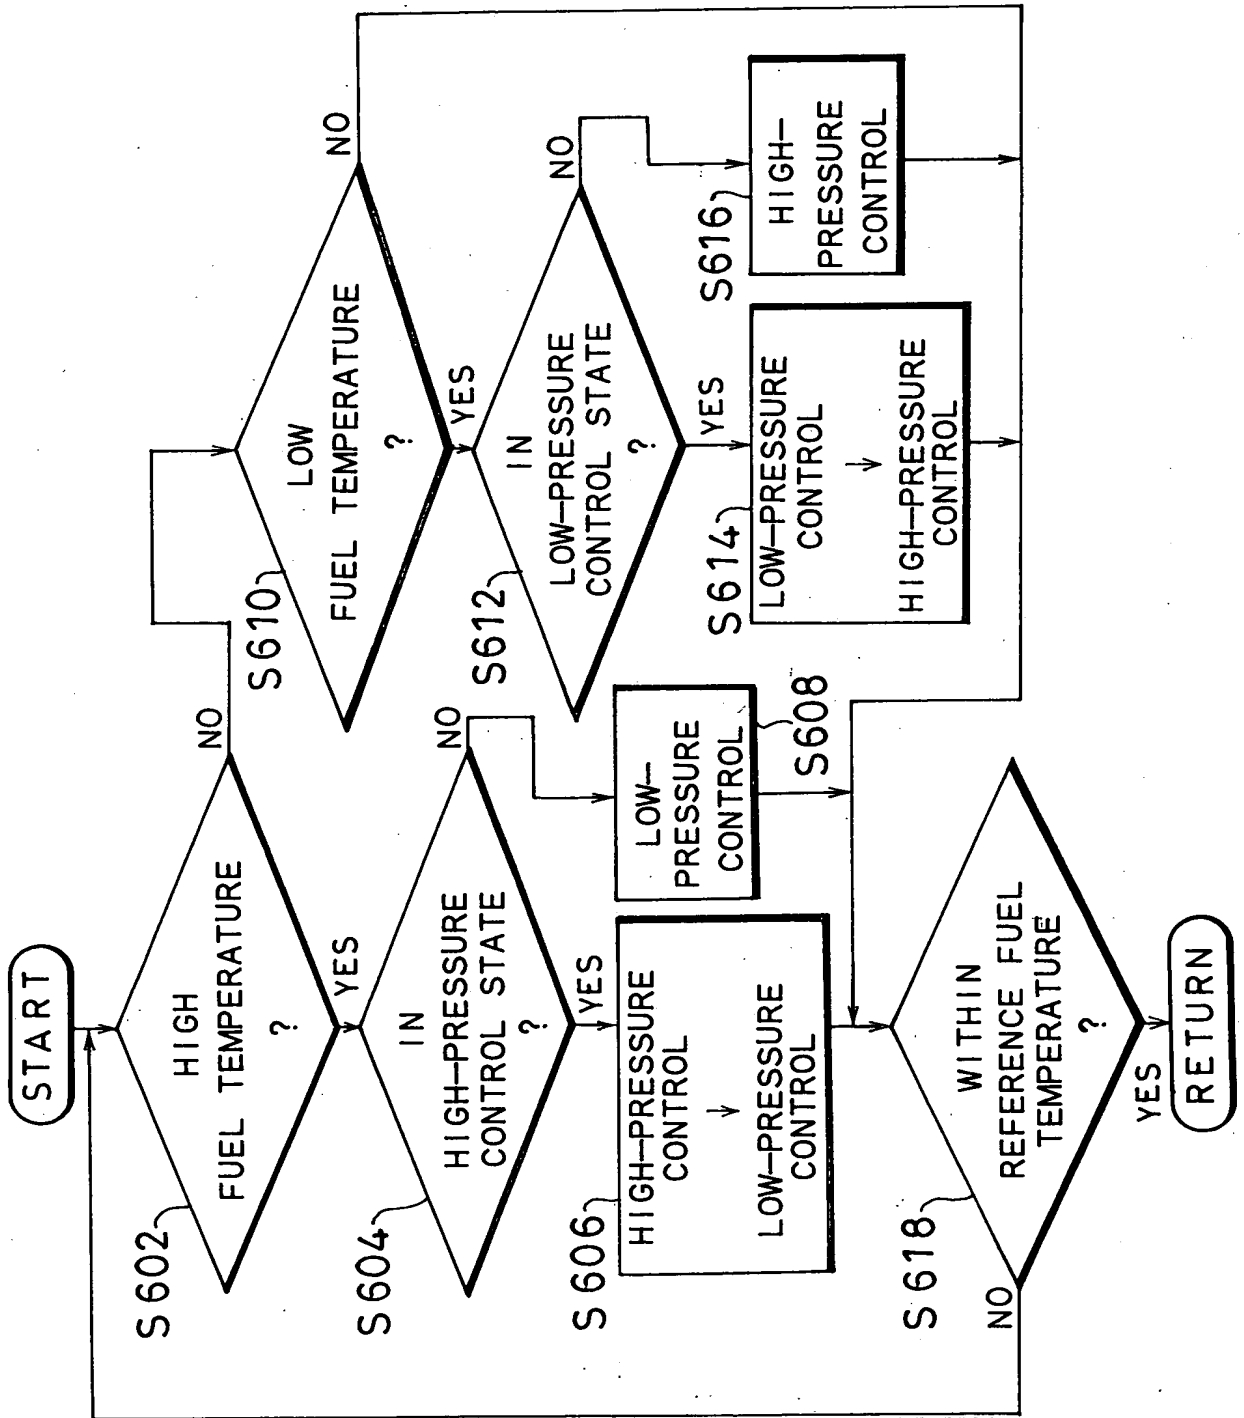 START
S602
HIGH
FUEL TEMPERATURE
?
NO
YES
S604
IN
HIGH-PRESSURE
CONTROL STATE
?
NO
YES
S606
HIGH-PRESSURE
CONTROL
↓
LOW-PRESSURE
CONTROL
LOW-
PRESSURE
CONTROL
S608
S610
LOW
FUEL TEMPERATURE
?
NO
YES
S612
IN
LOW-PRESSURE
CONTROL STATE
?
NO
YES
S614
LOW-PRESSURE
CONTROL
↓
HIGH-PRESSURE
CONTROL
S616
HIGH-
PRESSURE
CONTROL
S618
WITHIN
REFERENCE FUEL
TEMPERATURE
?
NO
YES
RETURN